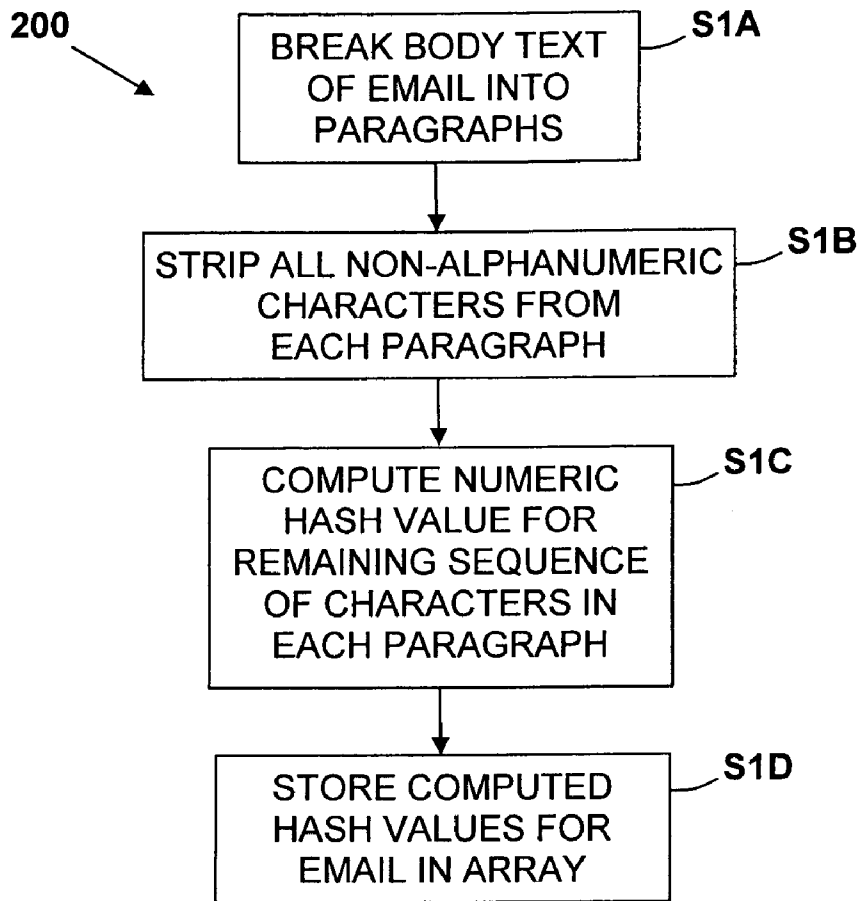 200
S1A
BREAK BODY TEXT
OF EMAIL INTO
PARAGRAPHS
S1B
STRIP ALL NON-ALPHANUMERIC
CHARACTERS FROM
EACH PARAGRAPH
S1C
COMPUTE NUMERIC
HASH VALUE FOR
REMAINING SEQUENCE
OF CHARACTERS IN
EACH PARAGRAPH
S1D
STORE COMPUTED
HASH VALUES FOR
EMAIL IN ARRAY